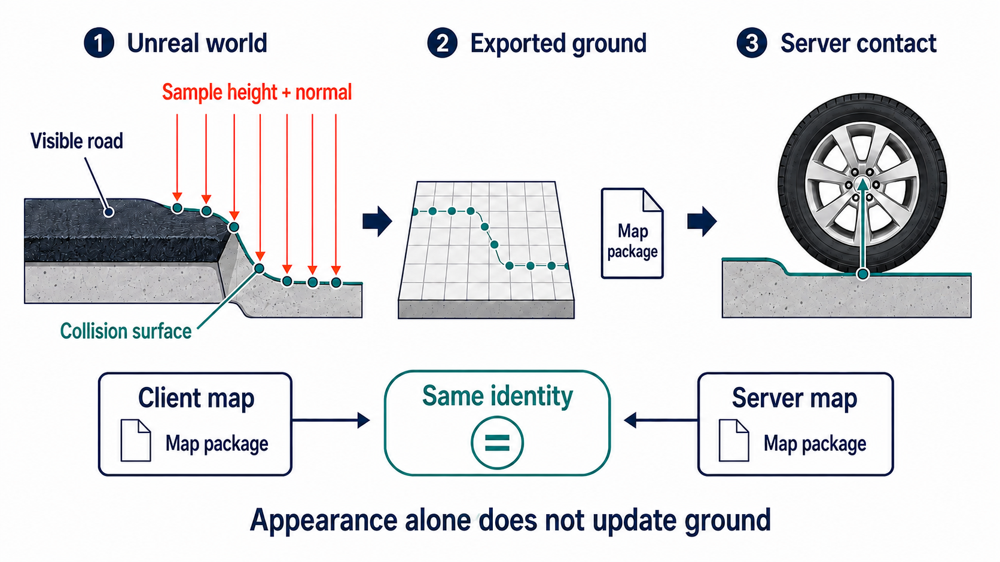 1 Unreal world
2 Exported ground
3 Server contact
Sample height + normal
Visible road
Collision surface
Map
package
Client map
Map package
Same identity
=
Server map
Map package
Appearance alone does not update ground